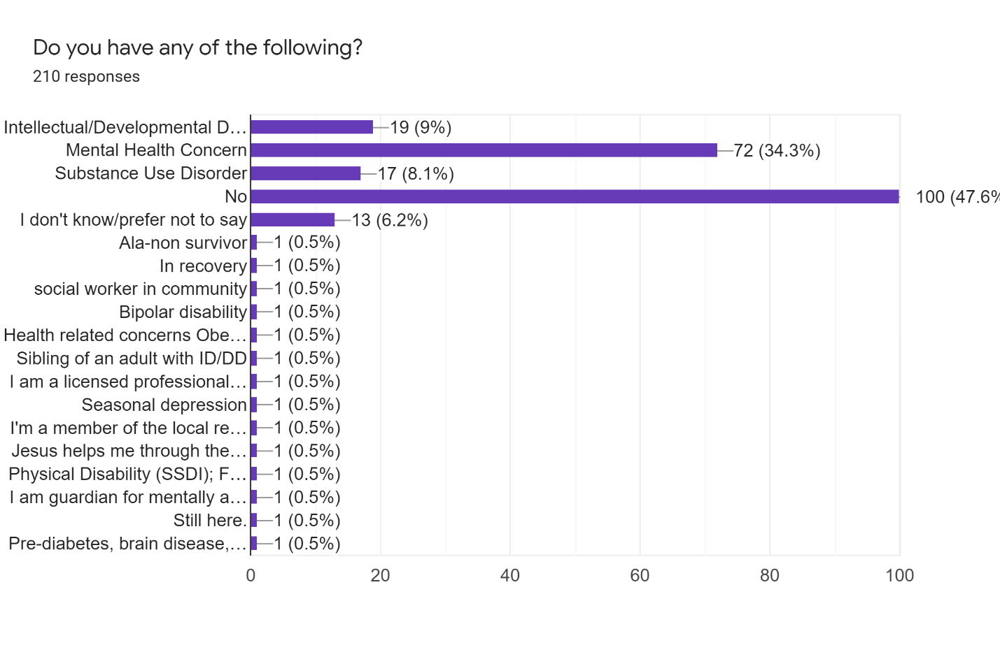 Do you have any of the following?
210 responses
Intellectual/Developmental D… 19 (9%)
Mental Health Concern 72 (34.3%)
Substance Use Disorder 17 (8.1%)
No 100 (47.6%
I don't know/prefer not to say 13 (6.2%)
Ala-non survivor 1 (0.5%)
In recovery 1 (0.5%)
social worker in community 1 (0.5%)
Bipolar disability 1 (0.5%)
Health related concerns Obe… 1 (0.5%)
Sibling of an adult with ID/DD 1 (0.5%)
I am a licensed professional… 1 (0.5%)
Seasonal depression 1 (0.5%)
I'm a member of the local re… 1 (0.5%)
Jesus helps me through the… 1 (0.5%)
Physical Disability (SSDI); F… 1 (0.5%)
I am guardian for mentally a… 1 (0.5%)
Still here. 1 (0.5%)
Pre-diabetes, brain disease,… 1 (0.5%)
0 20 40 60 80 100